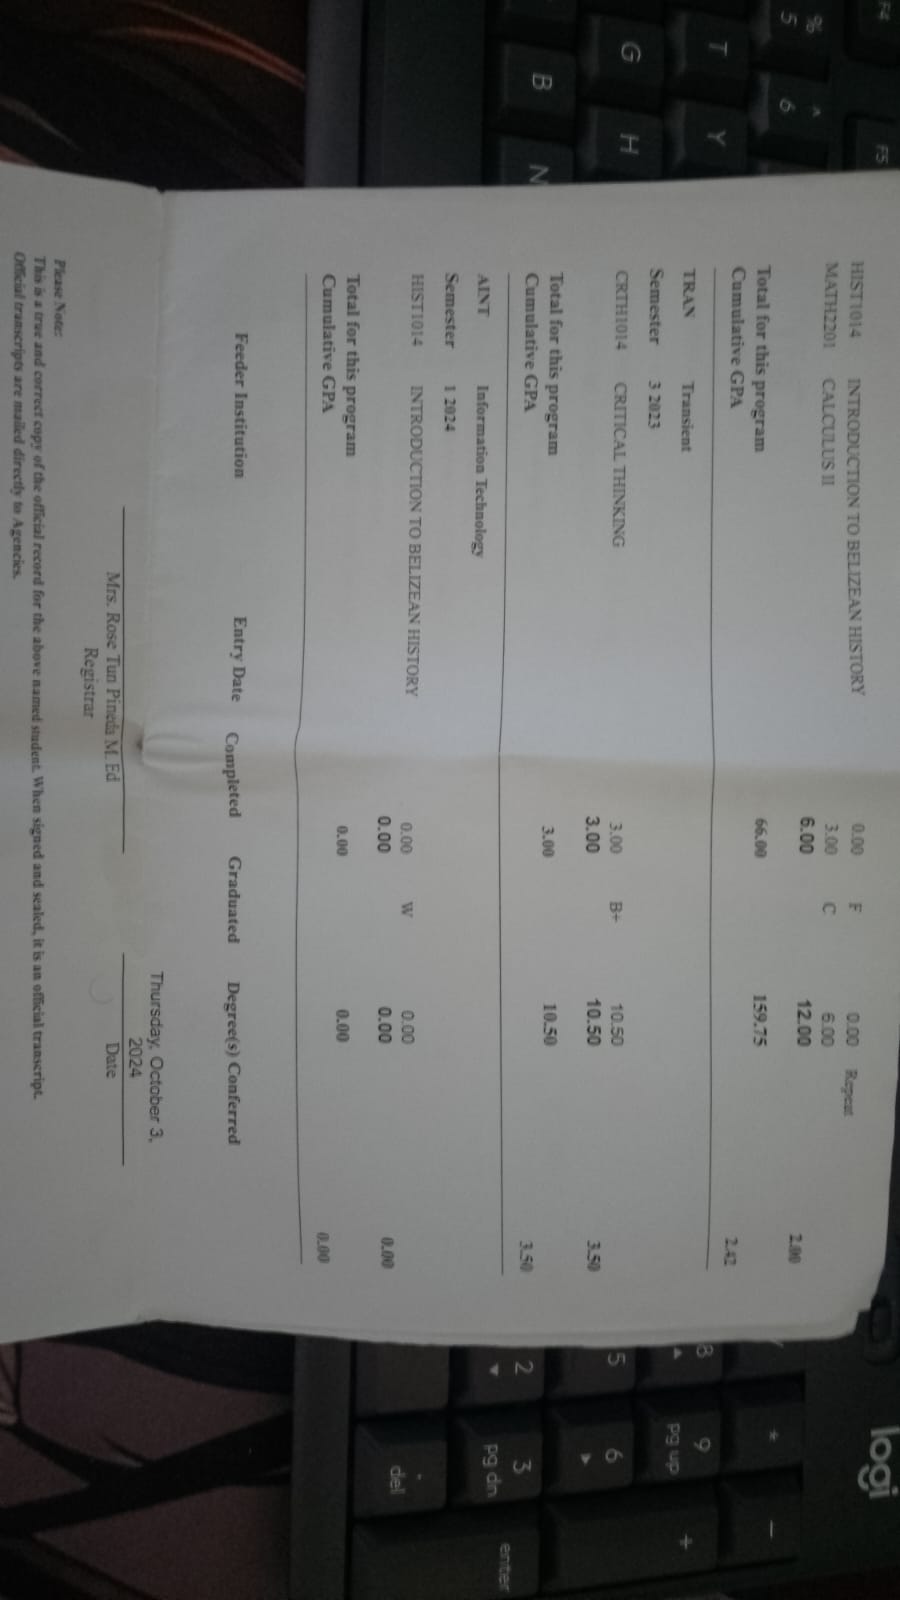 HIST1014 INTRODUCTION TO BELIZEAN HISTORY 0.00 F 0.00 Repeat
MATH2201 CALCULUS II 3.00 C 6.00
6.00 12.00 2.00
Total for this program 66.00 159.75
Cumulative GPA 2.42
TRAN Transient
Semester 3 2023
CRTH1014 CRITICAL THINKING 3.00 B+ 10.50
3.00 10.50 3.50
Total for this program 3.00 10.50
Cumulative GPA 3.50
AINT Information Technology
Semester 1 2024
HIST1014 INTRODUCTION TO BELIZEAN HISTORY 0.00 W 0.00
0.00 0.00 0.00
Total for this program 0.00 0.00
Cumulative GPA 0.00
Feeder Institution Entry Date Completed Graduated Degree(s) Conferred
Thursday, October 3,
2024
Mrs. Rose Tun Pineda M. Ed Date
Registrar
Please Note:
This is a true and correct copy of the official record for the above named student. When signed and sealed, it is an official transcript.
Official transcripts are mailed directly to Agencies.
F4
F5
%
5
^
6
T
Y
G
H
B
N
logi
8
9
pg up
*
-
5
6
+
2
3
pg dn
.
del
enter